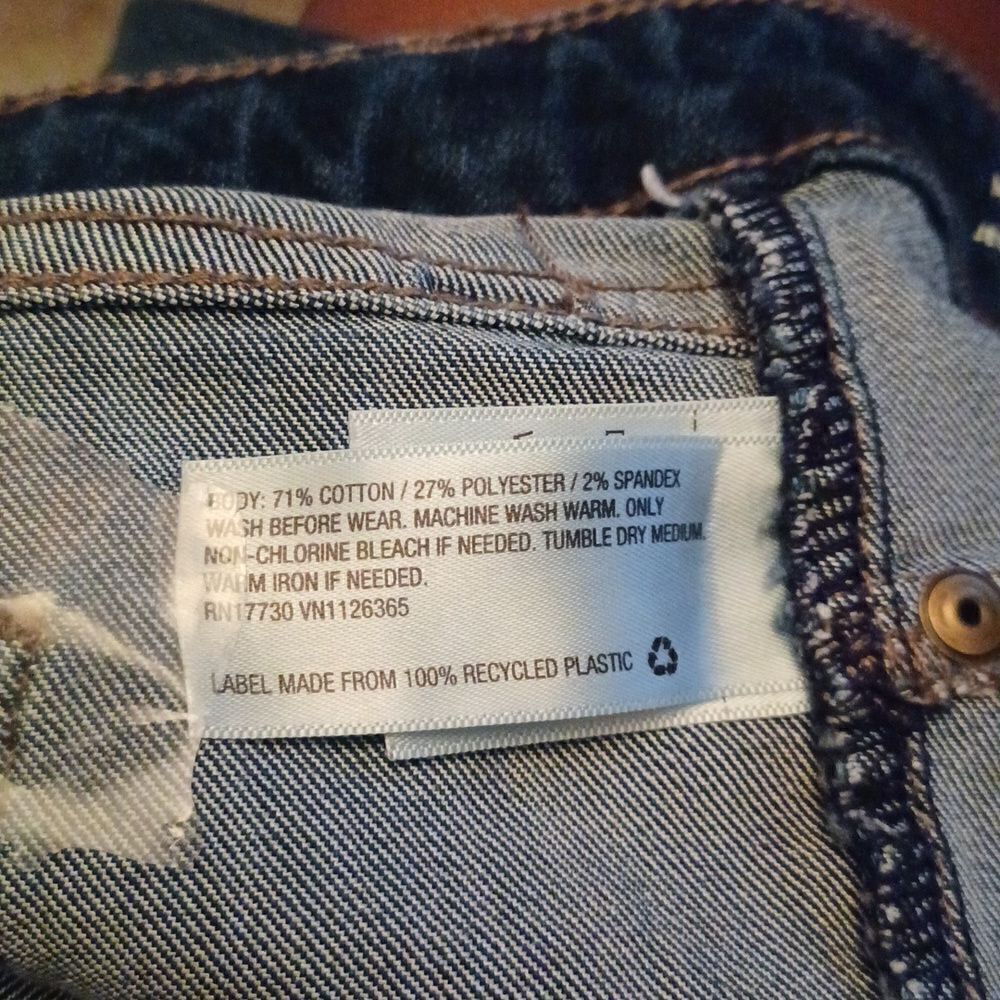 BODY: 71% COTTON / 27% POLYESTER / 2% SPANDEX
WASH BEFORE WEAR. MACHINE WASH WARM. ONLY
NON-CHLORINE BLEACH IF NEEDED. TUMBLE DRY MEDIUM.
WARM IRON IF NEEDED.
RN17730 VN1126365
LABEL MADE FROM 100% RECYCLED PLASTIC